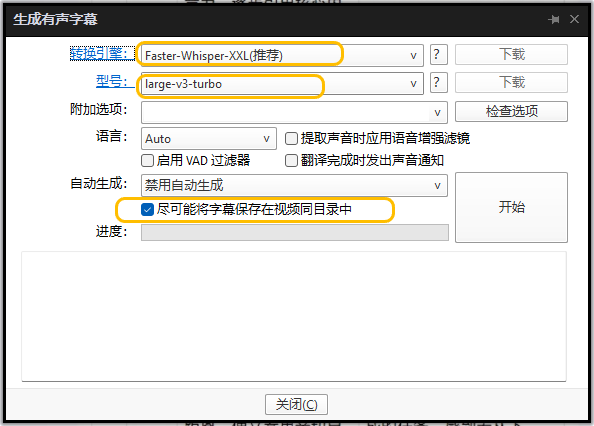 生成有声字幕
转换引擎: Faster-Whisper-XXL(推荐) ? 下载
型号: large-v3-turbo ? 下载
附加选项: 检查选项
语言: Auto 提取声音时应用语音增强滤镜
启用 VAD 过滤器 翻译完成时发出声音通知
自动生成: 禁用自动生成
开始
尽可能将字幕保存在视频同目录中
进度:
关闭(C)